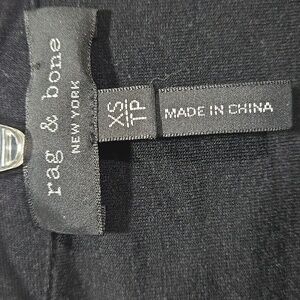 rag & bone
NEW YORK
XS
TP
MADE IN CHINA